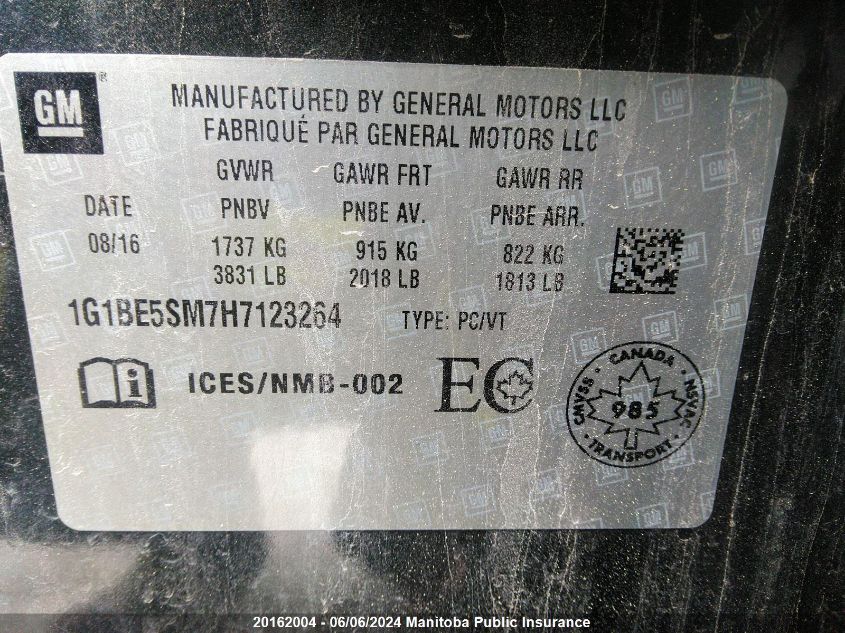 GM®
MANUFACTURED BY GENERAL MOTORS LLC
FABRIQUÉ PAR GENERAL MOTORS LLC
GVWR GAWR FRT GAWR RR
DATE PNBV PNBE AV. PNBE ARR.
08/16 1737 KG 915 KG 822 KG
3831 LB 2018 LB 1813 LB
1G1BE5SM7H7123264 TYPE: PC/VT
ICES/NMB-002 EC
CANADA
CMVSS 985 NSVAC
TRANSPORT
20162004 - 06/06/2024 Manitoba Public Insurance